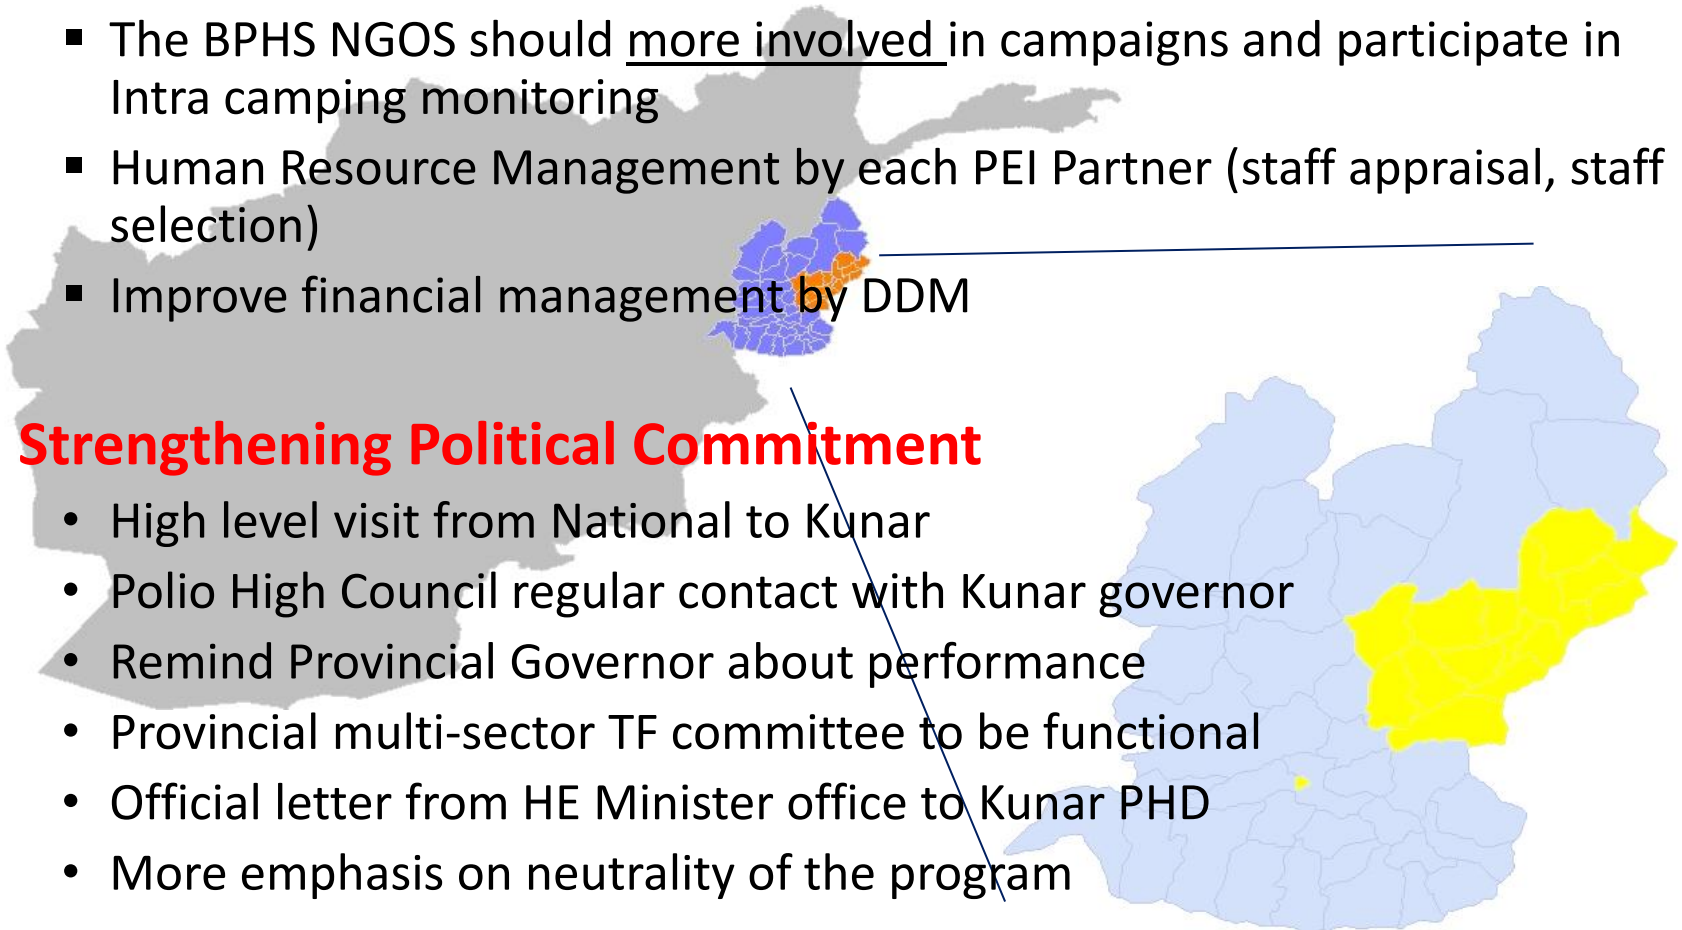 ▪ The BPHS NGOS should more involved in campaigns and participate in
Intra camping monitoring
▪ Human Resource Management by each PEI Partner (staff appraisal, staff
selection)
▪ Improve financial management by DDM
Strengthening Political Commitment
• High level visit from National to Kunar
• Polio High Council regular contact with Kunar governor
• Remind Provincial Governor about performance
• Provincial multi-sector TF committee to be functional
• Official letter from HE Minister office to Kunar PHD
• More emphasis on neutrality of the program